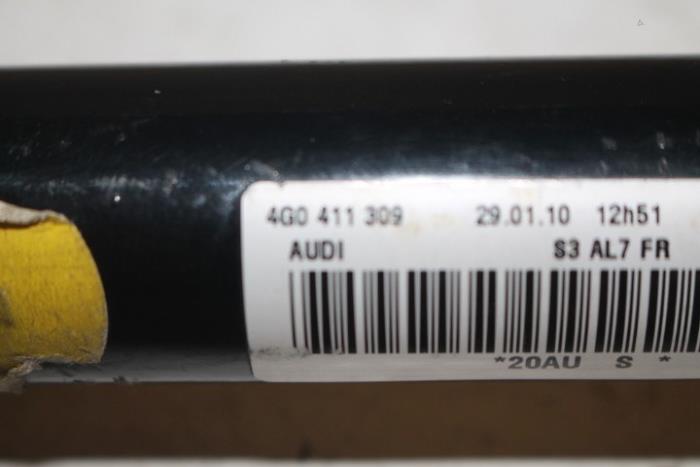 4G0 411 309 29.01.10 12h51
AUDI S3 AL7 FR
*20AU S *